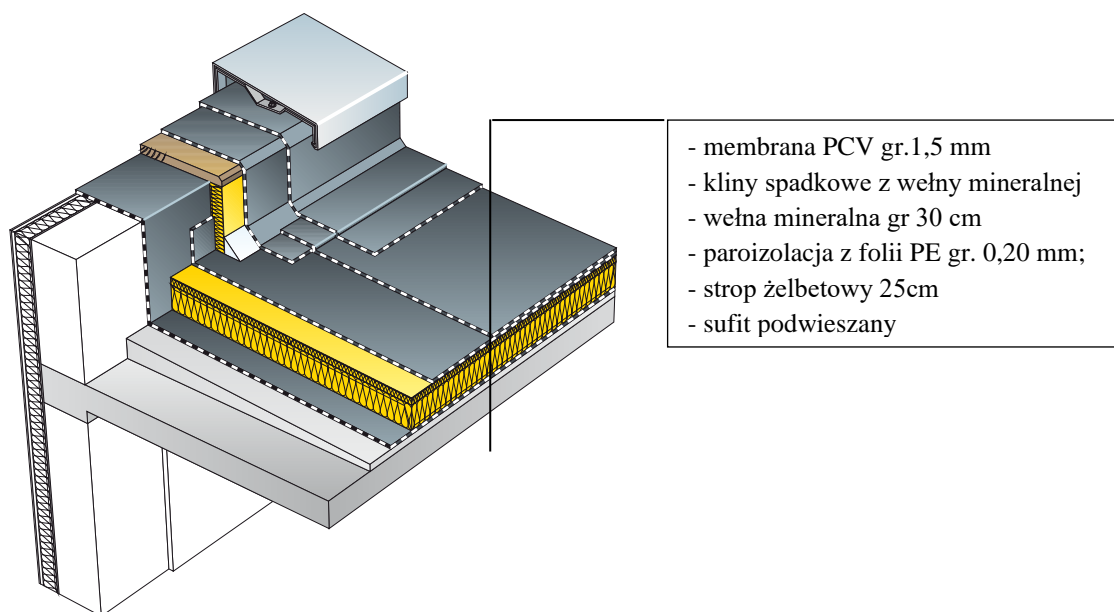 - membrana PCV gr.1,5 mm
- kliny spadkowe z wełny mineralnej
- wełna mineralna gr 30 cm
- paroizolacja z folii PE gr. 0,20 mm;
- strop żelbetowy 25cm
- sufit podwieszany